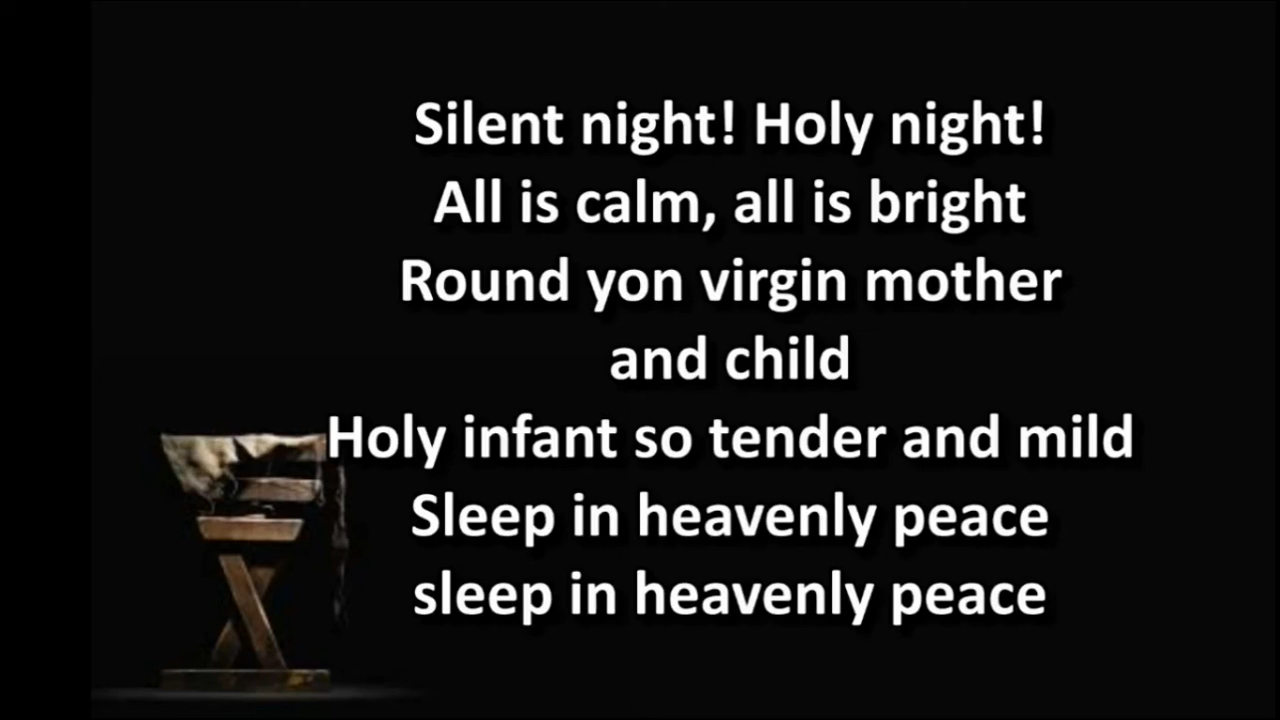 Silent night! Holy night!
All is calm, all is bright
Round yon virgin mother
and child
Holy infant so tender and mild
Sleep in heavenly peace
sleep in heavenly peace